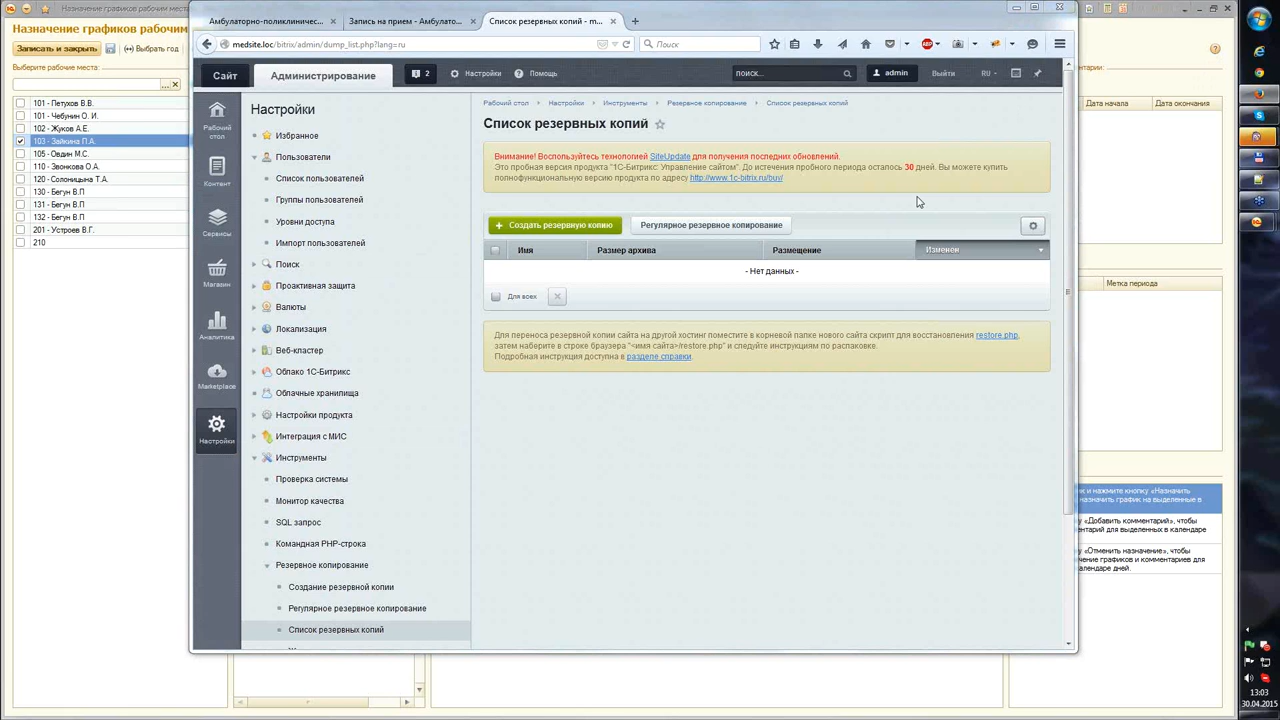 Назначение графиков рабочим места
Назначение графиков рабочим
Записать и закрыть
Выбрать год
Выберите рабочие места:
101 - Петухов В.В.
101 - Чебунин О. И.
102 - Жуков А.Е.
103 - Зайкина П.А.
105 - Овдин М.С.
110 - Звонкова О.А.
120 - Солоницына Т.А.
130 - Бегун В.П
131 - Бегун В.П
132 - Бегун В.П
201 - Устроев В.Г.
210
Амбулаторно-поликлиническ...
Запись на прием - Амбулато...
Список резервных копий - m...
medsite.loc/bitrix/admin/dump_list.php?lang=ru
Поиск
ABP
Сайт
Администрирование
2
Настройки
Помощь
поиск...
admin
Выйти
RU
Рабочий стол
Контент
Сервисы
Магазин
Аналитика
Marketplace
Настройки
Настройки
Избранное
Пользователи
Список пользователей
Группы пользователей
Уровни доступа
Импорт пользователей
Поиск
Проактивная защита
Валюты
Локализация
Веб-кластер
Облако 1С-Битрикс
Облачные хранилища
Настройки продукта
Интеграция с МИС
Инструменты
Проверка системы
Монитор качества
SQL запрос
Командная PHP-строка
Резервное копирование
Создание резервной копии
Регулярное резервное копирование
Список резервных копий
Рабочий стол
Настройки
Инструменты
Резервное копирование
Список резервных копий
Список резервных копий
Внимание! Воспользуйтесь технологией SiteUpdate для получения последних обновлений.
Это пробная версия продукта "1С-Битрикс: Управление сайтом". До истечения пробного периода осталось 30 дней. Вы можете купить
полнофункциональную версию продукта по адресу http://www.1c-bitrix.ru/buy/
+ Создать резервную копию
Регулярное резервное копирование
Имя
Размер архива
Размещение
Изменен
- Нет данных -
Для всех
Для переноса резервной копии сайта на другой хостинг поместите в корневой папке нового сайта скрипт для восстановления restore.php,
затем наберите в строке браузера "<имя сайта>/restore.php" и следуйте инструкциям по распаковке.
Подробная инструкция доступна в разделе справки.
ентарии:
Дата начала
Дата окончания
Метка периода
к и нажмите кнопку «Назначить
назначить график на выделенные в
ку «Добавить комментарий», чтобы
ентарий для выделенных в календаре
ку «Отменить назначение», чтобы
ачение графиков и комментариев для
календаре дней.
13:03
30.04.2015